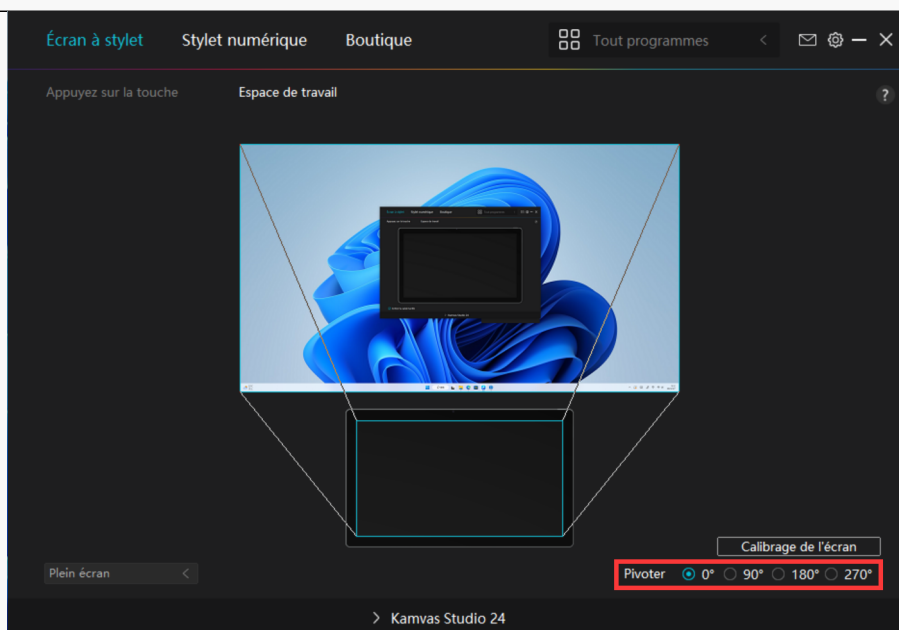 Écran à stylet Stylet numérique Boutique Tout programmes
Appuyez sur la touche Espace de travail ?
Calibrage de l'écran
Plein écran Pivoter 0° 90° 180° 270°
Kamvas Studio 24